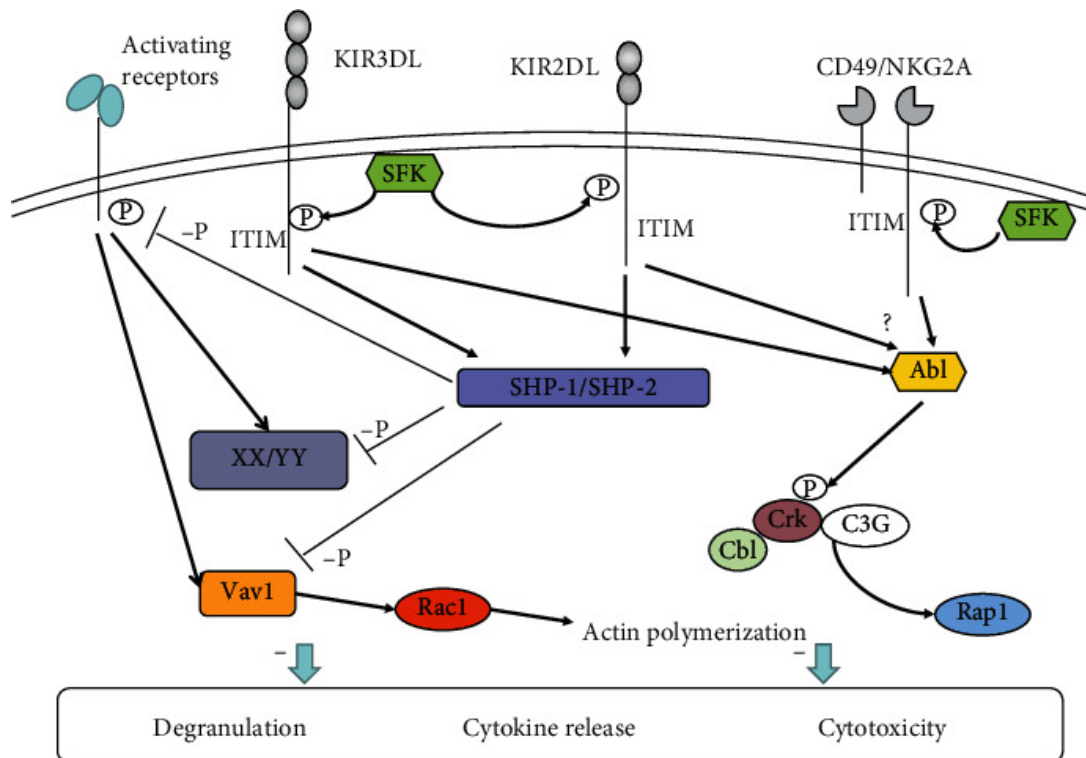 Activating
receptors
KIR3DL
KIR2DL
CD49/NKG2A
SFK
P
P
P
–P
ITIM
ITIM
ITIM
P
SFK
?
SHP-1/SHP-2
Abl
–P
XX/YY
P
Crk
C3G
Cbl
–P
Vav1
Rac1
Rap1
Actin polymerization
–
–
Degranulation
Cytokine release
Cytotoxicity